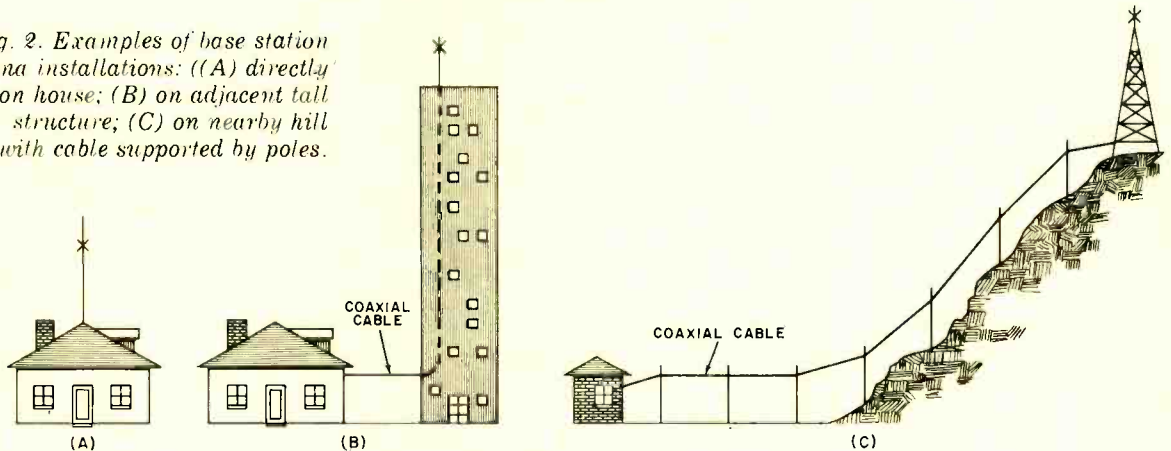 g. 2. Examples of base station
na installations: ((A) directly
on house; (B) on adjacent tall
structure; (C) on nearby hill
with cable supported by poles.
COAXIAL
CABLE
COAXIAL CABLE
(A)
(B)
(C)